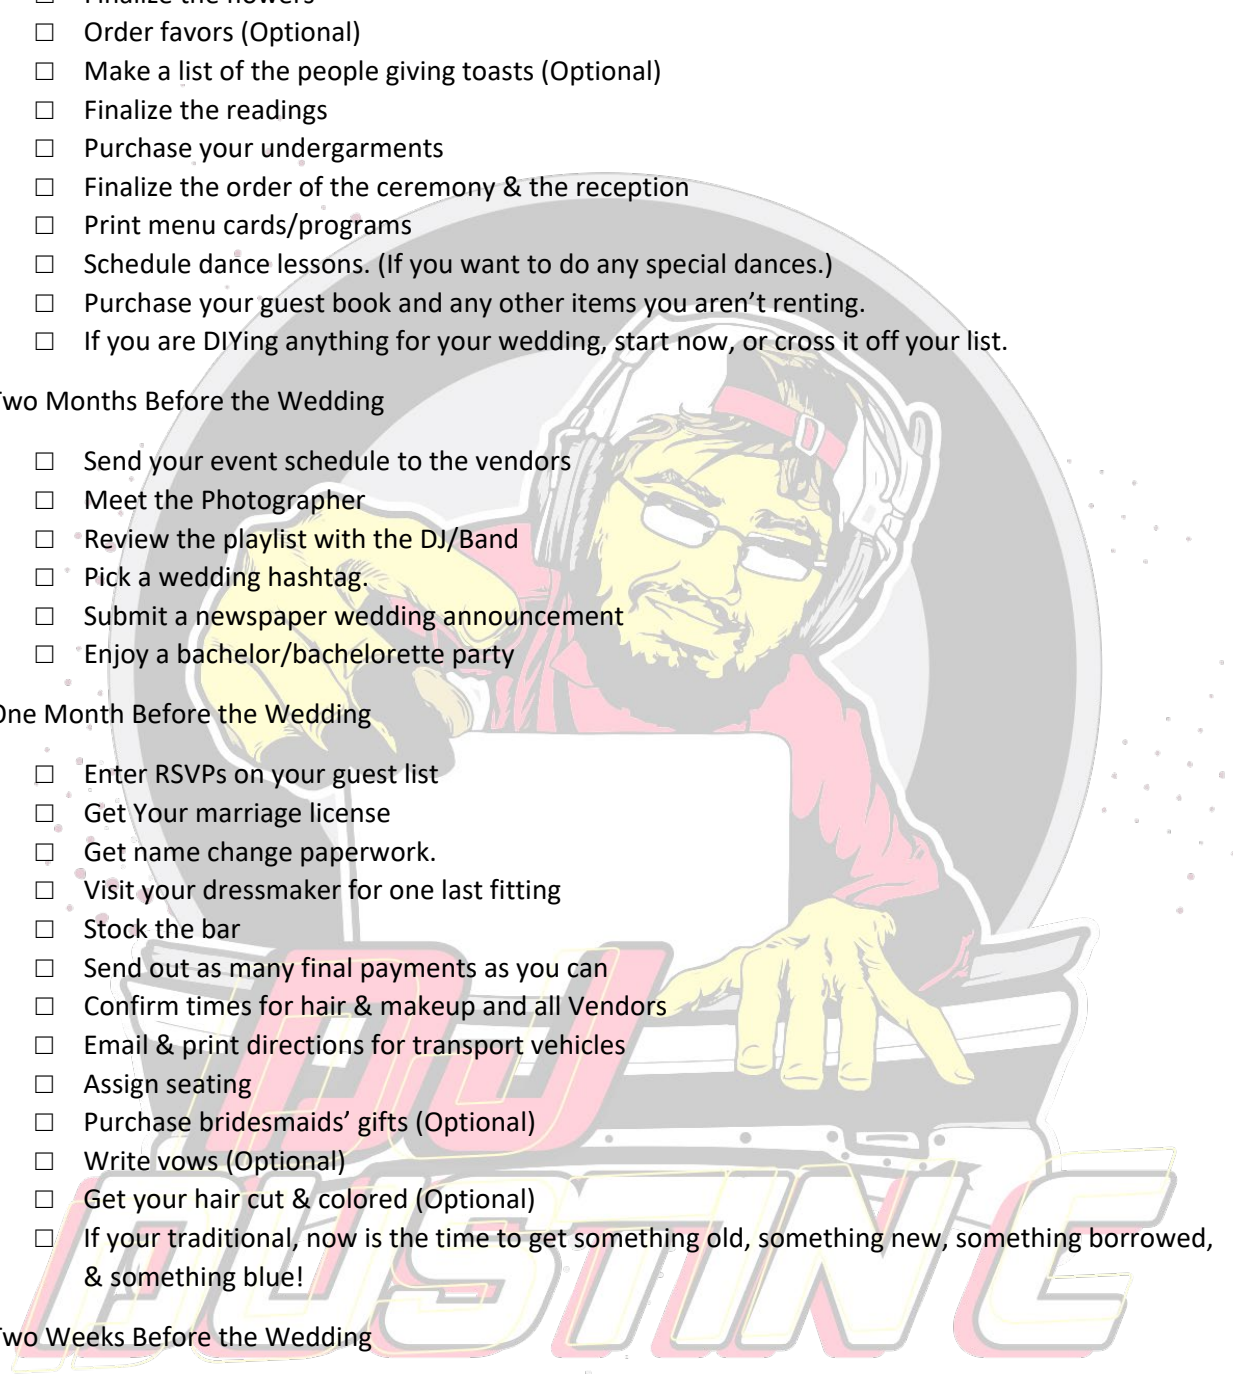 Finalize the flowers
☐ Order favors (Optional)
☐ Make a list of the people giving toasts (Optional)
☐ Finalize the readings
☐ Purchase your undergarments
☐ Finalize the order of the ceremony & the reception
☐ Print menu cards/programs
☐ Schedule dance lessons. (If you want to do any special dances.)
☐ Purchase your guest book and any other items you aren’t renting.
☐ If you are DIYing anything for your wedding, start now, or cross it off your list.
Two Months Before the Wedding
☐ Send your event schedule to the vendors
☐ Meet the Photographer
☐ Review the playlist with the DJ/Band
☐ Pick a wedding hashtag.
☐ Submit a newspaper wedding announcement
☐ Enjoy a bachelor/bachelorette party
One Month Before the Wedding
☐ Enter RSVPs on your guest list
☐ Get Your marriage license
☐ Get name change paperwork.
☐ Visit your dressmaker for one last fitting
☐ Stock the bar
☐ Send out as many final payments as you can
☐ Confirm times for hair & makeup and all Vendors
☐ Email & print directions for transport vehicles
☐ Assign seating
☐ Purchase bridesmaids’ gifts (Optional)
☐ Write vows (Optional)
☐ Get your hair cut & colored (Optional)
☐ If your traditional, now is the time to get something old, something new, something borrowed,
& something blue!
Two Weeks Before the Wedding
D
DJ
DUSTIN C